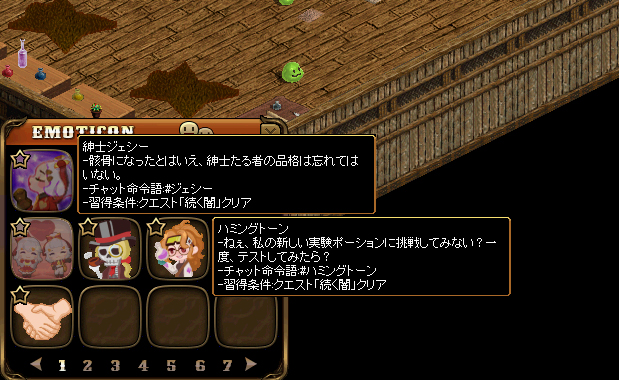 EMOTICON
紳士ジェシー
-骸骨になったとはいえ、紳士たる者の品格は忘れては
いない。
-チャット命令語:#ジェシー
-習得条件:クエスト「続く闇」クリア
ハミングトーン
-ねぇ、私の新しい実験ポーションに挑戦してみない？一
度、テストしてみたら？
-チャット命令語:#ハミングトーン
-習得条件:クエスト「続く闇」クリア
1 2 3 4 5 6 7